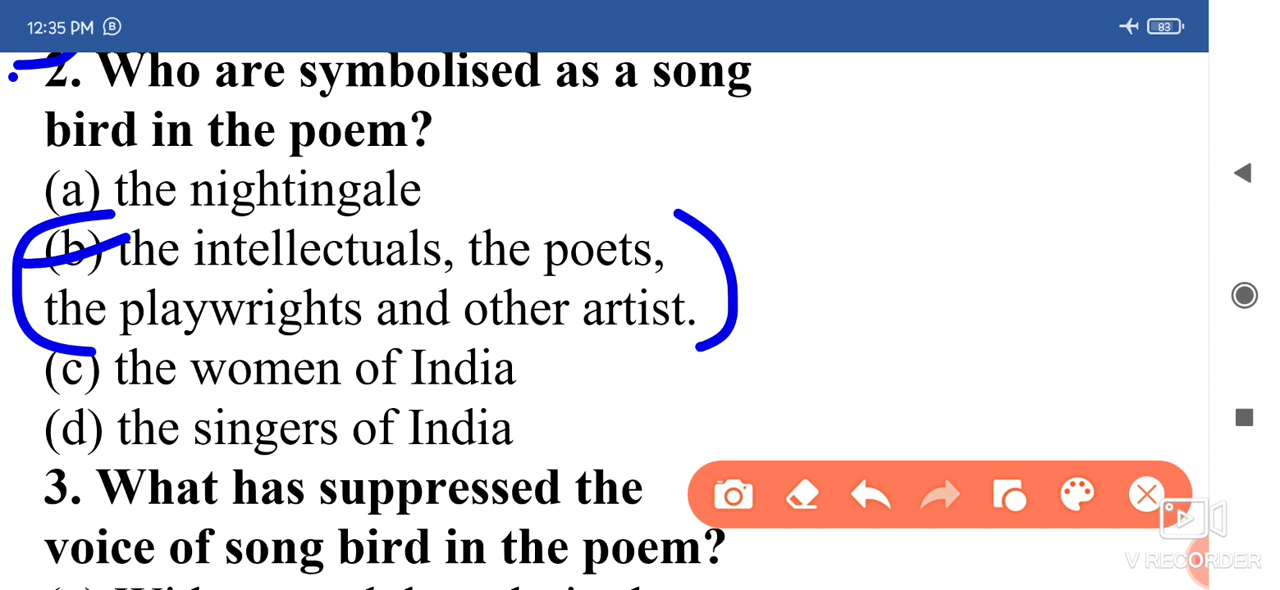 12:35 PM
83
2. Who are symbolised as a song
bird in the poem?
(a) the nightingale
(b) the intellectuals, the poets,
the playwrights and other artist.
(c) the women of India
(d) the singers of India
3. What has suppressed the
voice of song bird in the poem?
V RECORDER